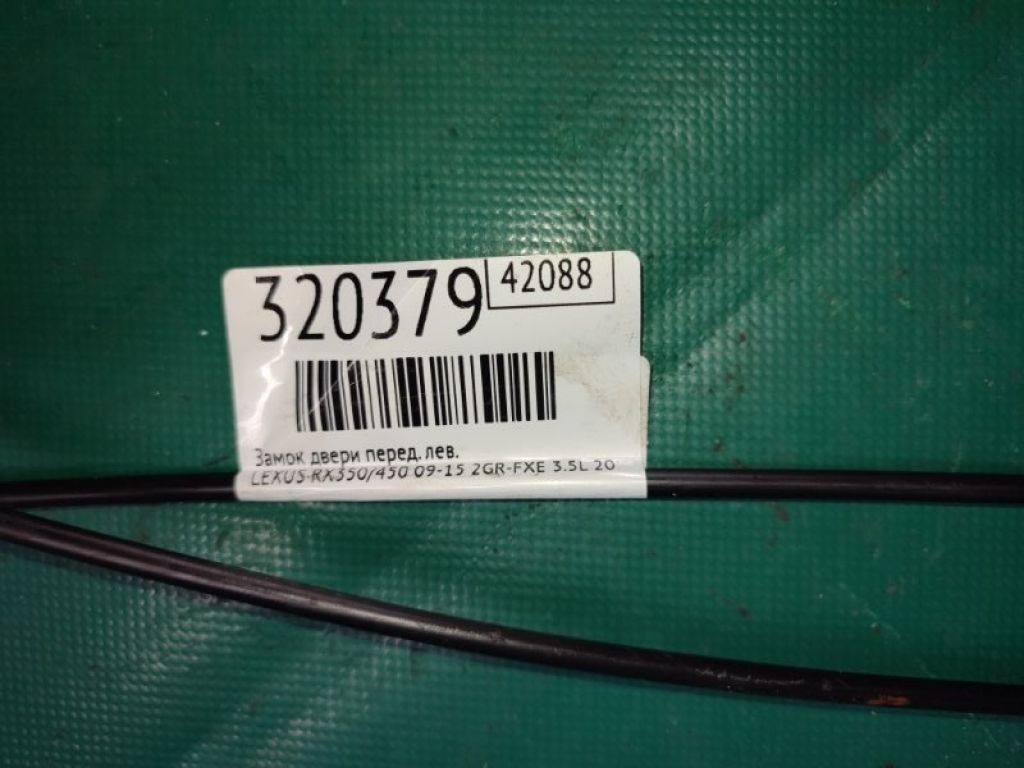 320379
42088
Замок двери перед. лев.
LEXUS-RX350/450 09-15 2GR-FXE 3.5L 20